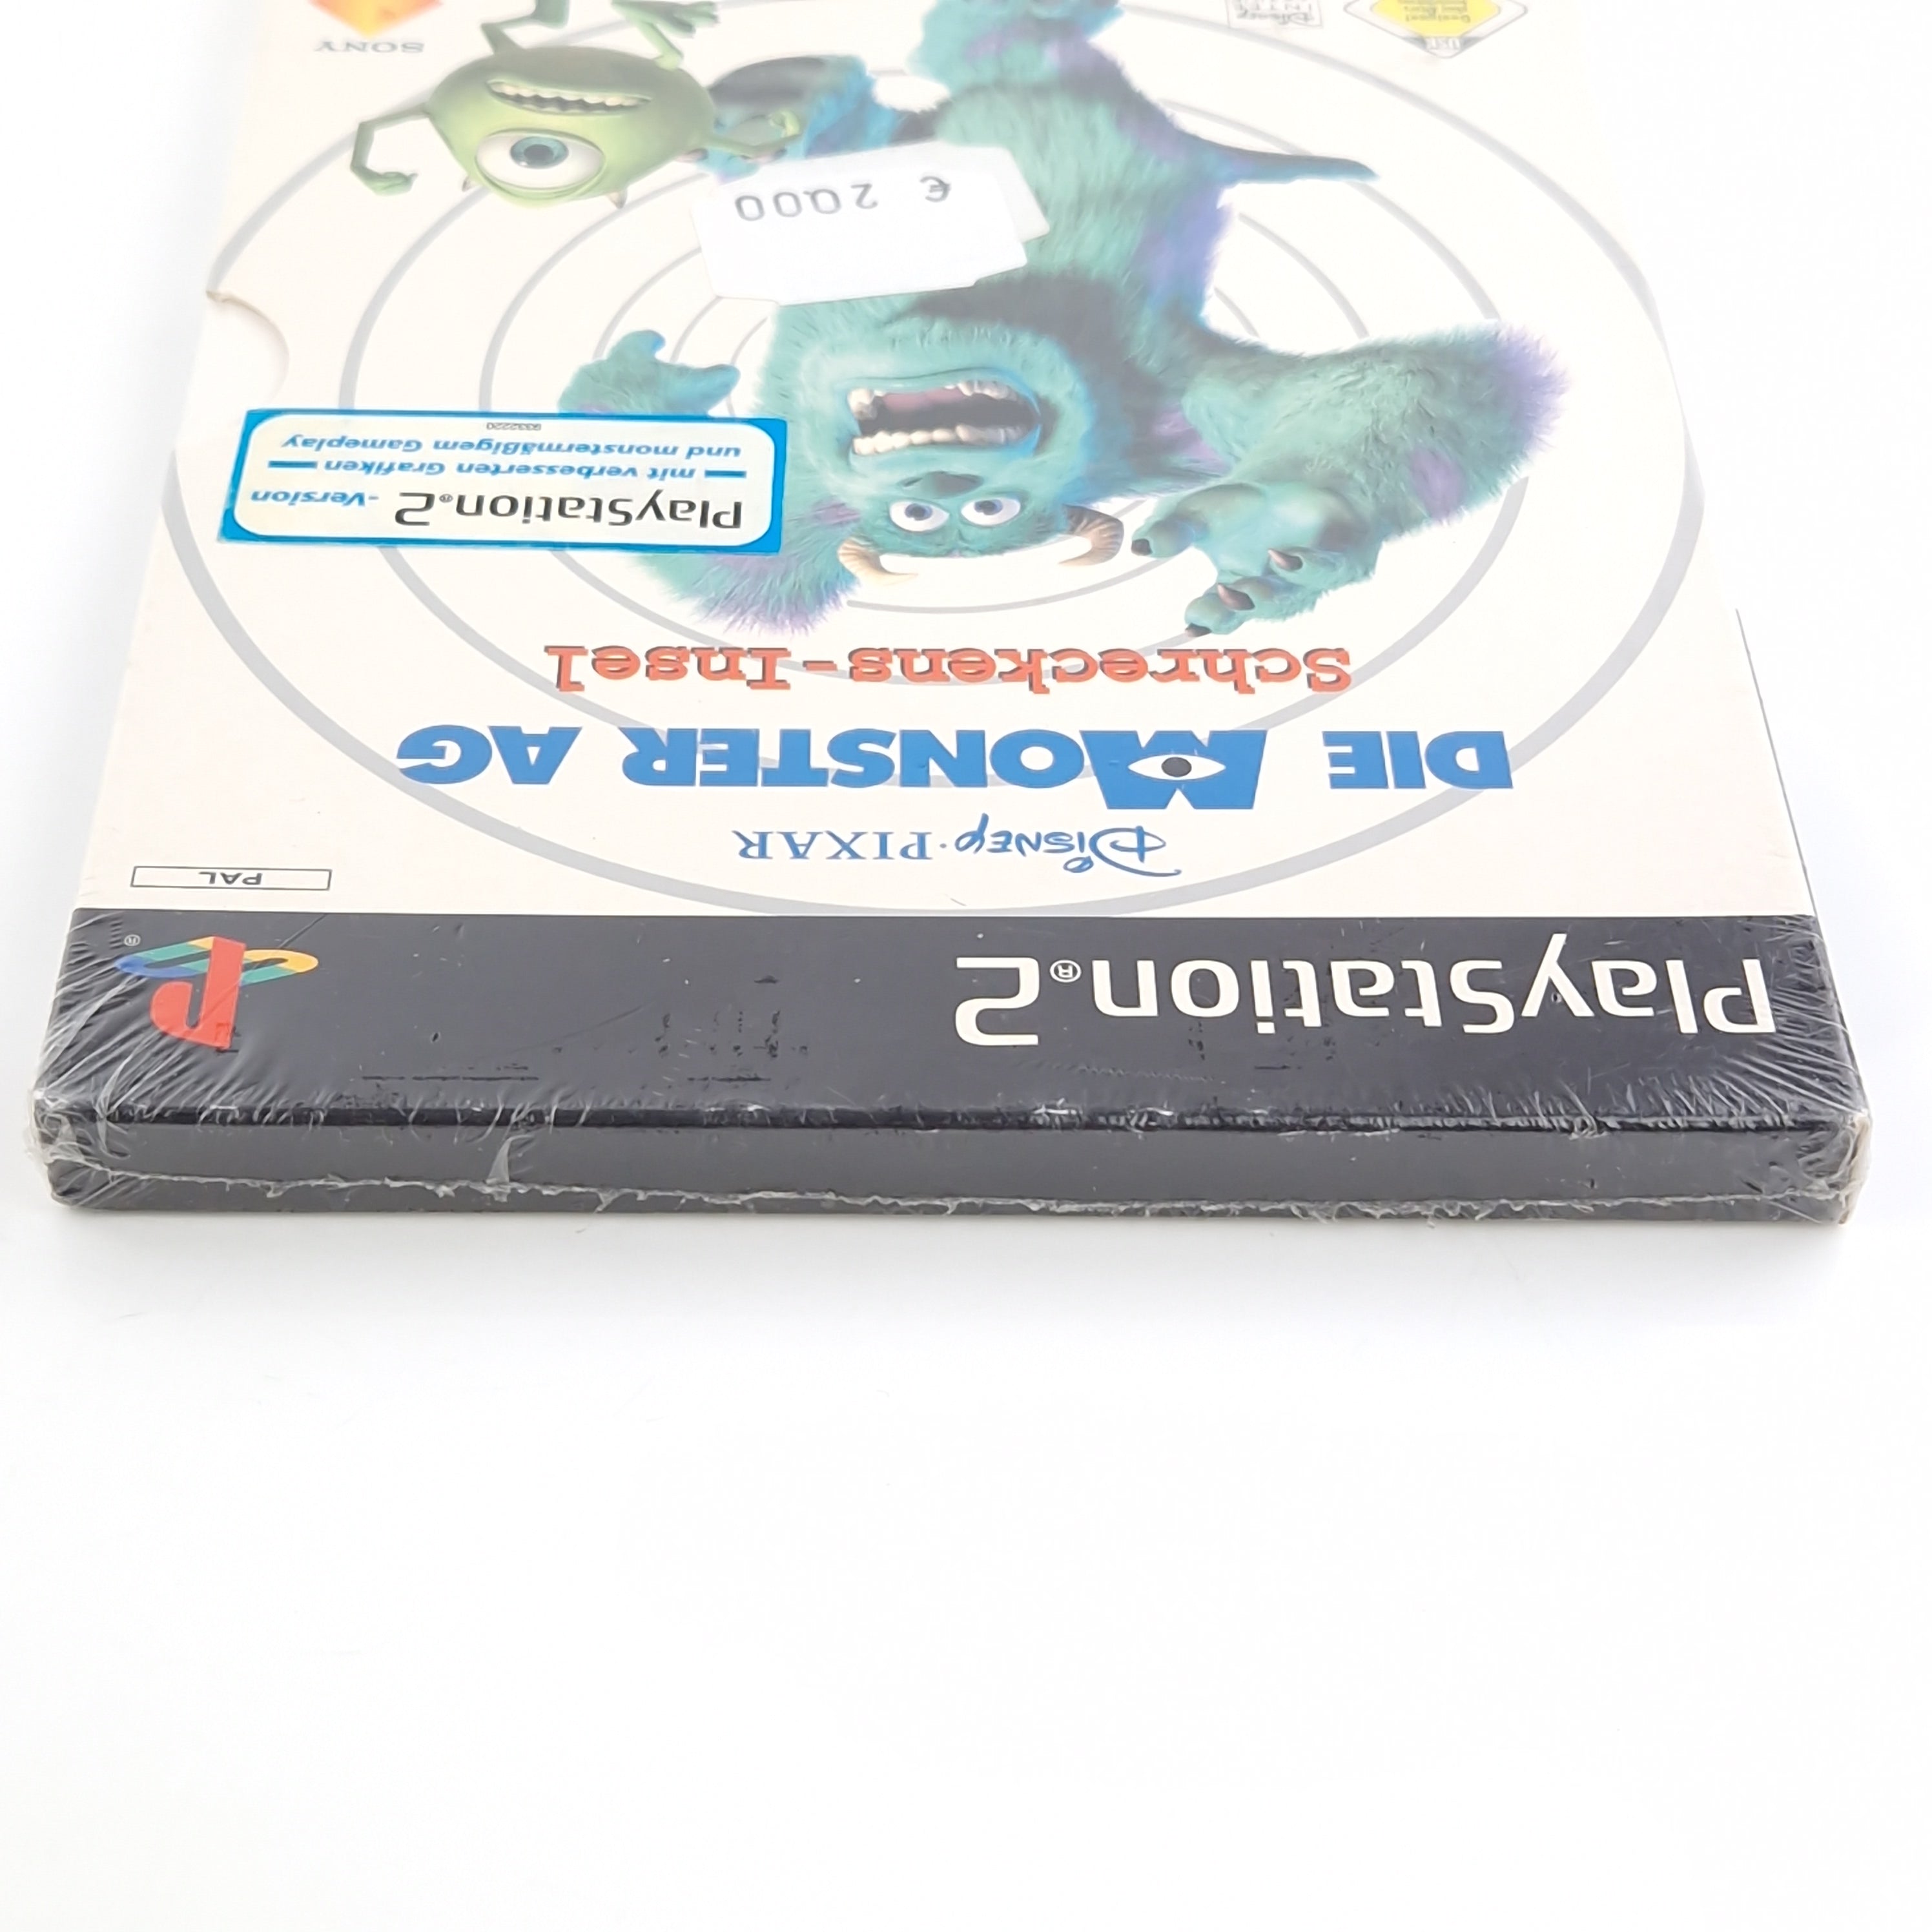 PlayStation®2
®
PAL
DISNEY·PIXAR
DIE MONSTER AG
Schreckens-Insel
PlayStation®2 -Version
mit verbesserten Grafiken
und monstermäßigem Gameplay
€ 2000
SONY